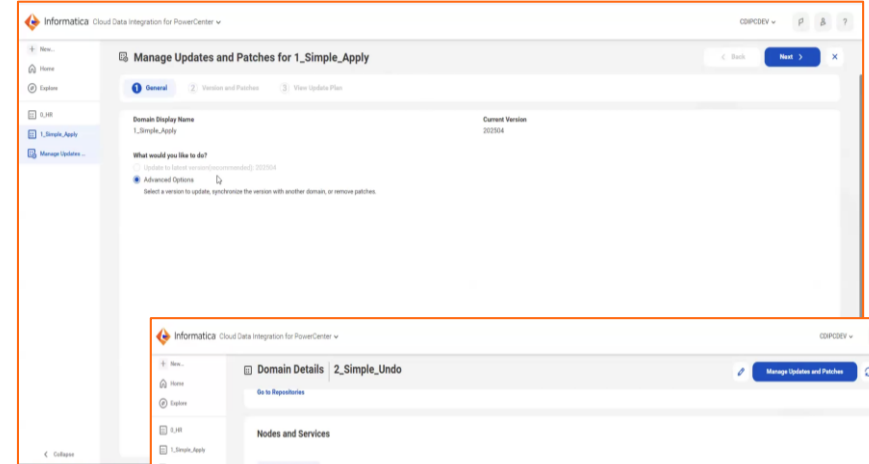 Informatica Cloud Data Integration for PowerCenter
CDIPCDEV
?
New...
Home
Explore
0_HR
1_Simple_Apply
Manage Updates ...
Collapse
Manage Updates and Patches for 1_Simple_Apply
Back
Next
1 General
2 Version and Patches
3 View Update Plan
Domain Display Name
1_Simple_Apply
Current Version
202504
What would you like to do?
Update to latest version(recommended): 202504
Advanced Options
Select a version to update, synchronize the version with another domain, or remove patches.
Informatica Cloud Data Integration for PowerCenter
CDIPCDEV
New...
Home
Explore
0_HR
1_Simple_Apply
Domain Details 2_Simple_Undo
Manage Updates and Patches
Go to Repositories
Nodes and Services